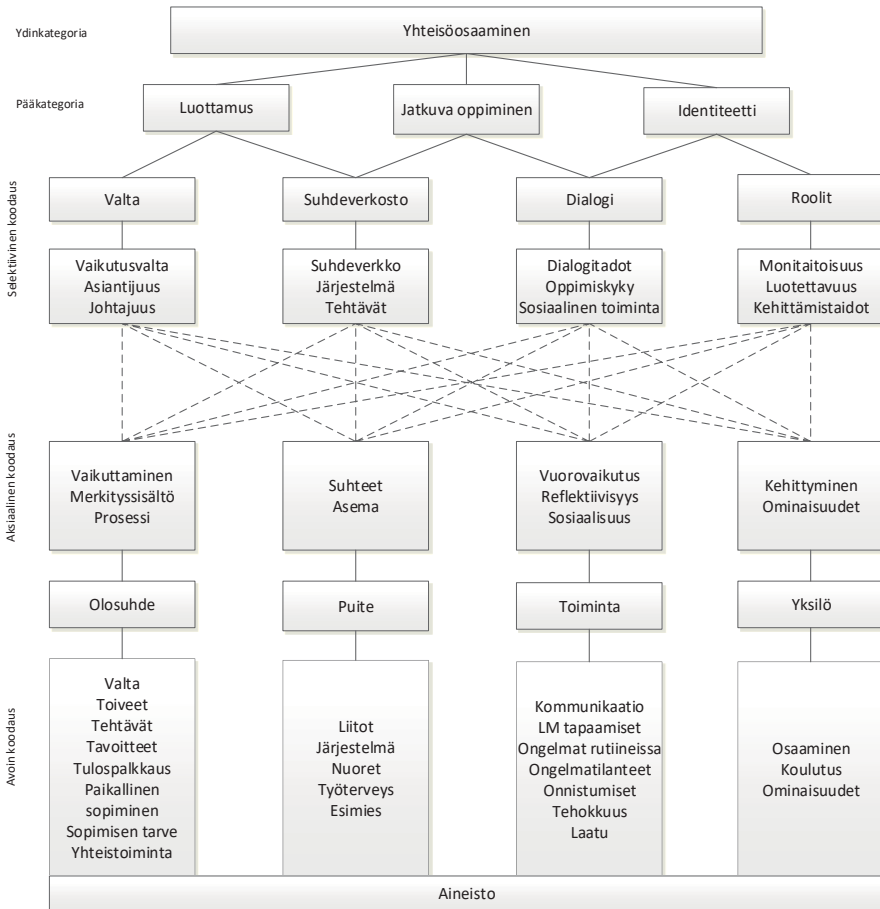 Ydinkategoria
Yhteisöosaaminen
Pääkategoria
Luottamus
Jatkuva oppiminen
Identiteetti
Selektiivinen koodaus
Valta
Suhdeverkosto
Dialogi
Roolit
Vaikutusvalta
Asiantijuus
Johtajuus
Suhdeverkko
Järjestelmä
Tehtävät
Dialogitadot
Oppimiskyky
Sosiaalinen toiminta
Monitaitoisuus
Luotettavuus
Kehittämistaidot
Aksiaalinen koodaus
Vaikuttaminen
Merkityssisältö
Prosessi
Suhteet
Asema
Vuorovaikutus
Reflektiivisyys
Sosiaalisuus
Kehittyminen
Ominaisuudet
Olosuhde
Puite
Toiminta
Yksilö
Avoin koodaus
Valta
Toiveet
Tehtävät
Tavoitteet
Tulospalkkaus
Paikallinen
sopiminen
Sopimisen tarve
Yhteistoiminta
Liitot
Järjestelmä
Nuoret
Työterveys
Esimies
Kommunikaatio
LM tapaamiset
Ongelmat rutiineissa
Ongelmatilanteet
Onnistumiset
Tehokkuus
Laatu
Osaaminen
Koulutus
Ominaisuudet
Aineisto